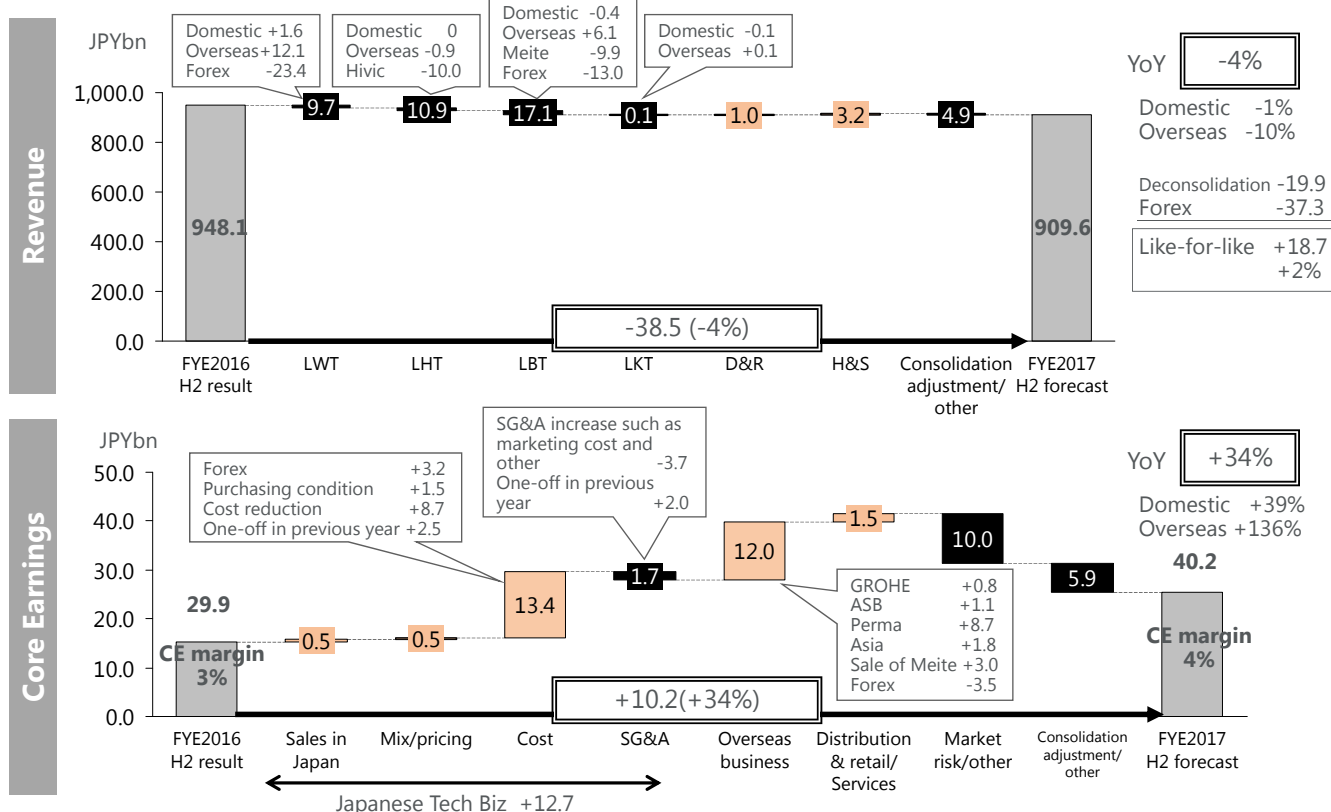 Revenue
JPYbn
Domestic +1.6
Overseas+12.1
Forex -23.4
Domestic 0
Overseas -0.9
Hivic -10.0
Domestic -0.4
Overseas +6.1
Meite -9.9
Forex -13.0
Domestic -0.1
Overseas +0.1
YoY -4%
Domestic -1%
Overseas -10%
Deconsolidation -19.9
Forex -37.3
Like-for-like +18.7
+2%
1,000.0
800.0
600.0
400.0
200.0
0.0
948.1
9.7
10.9
17.1
0.1
1.0
3.2
4.9
909.6
-38.5 (-4%)
FYE2016
H2 result
LWT
LHT
LBT
LKT
D&R
H&S
Consolidation
adjustment/
other
FYE2017
H2 forecast
Core Earnings
JPYbn
Forex +3.2
Purchasing condition +1.5
Cost reduction +8.7
One-off in previous year +2.5
SG&A increase such as
marketing cost and
other -3.7
One-off in previous
year +2.0
YoY +34%
Domestic +39%
Overseas +136%
50.0
40.0
30.0
20.0
10.0
0.0
29.9
CE margin
3%
0.5
0.5
13.4
1.7
12.0
1.5
10.0
5.9
40.2
CE margin
4%
GROHE +0.8
ASB +1.1
Perma +8.7
Asia +1.8
Sale of Meite +3.0
Forex -3.5
+10.2(+34%)
FYE2016
H2 result
Sales in
Japan
Mix/pricing
Cost
SG&A
Overseas
business
Distribution
& retail/
Services
Market
risk/other
Consolidation
adjustment/
other
FYE2017
H2 forecast
Japanese Tech Biz +12.7